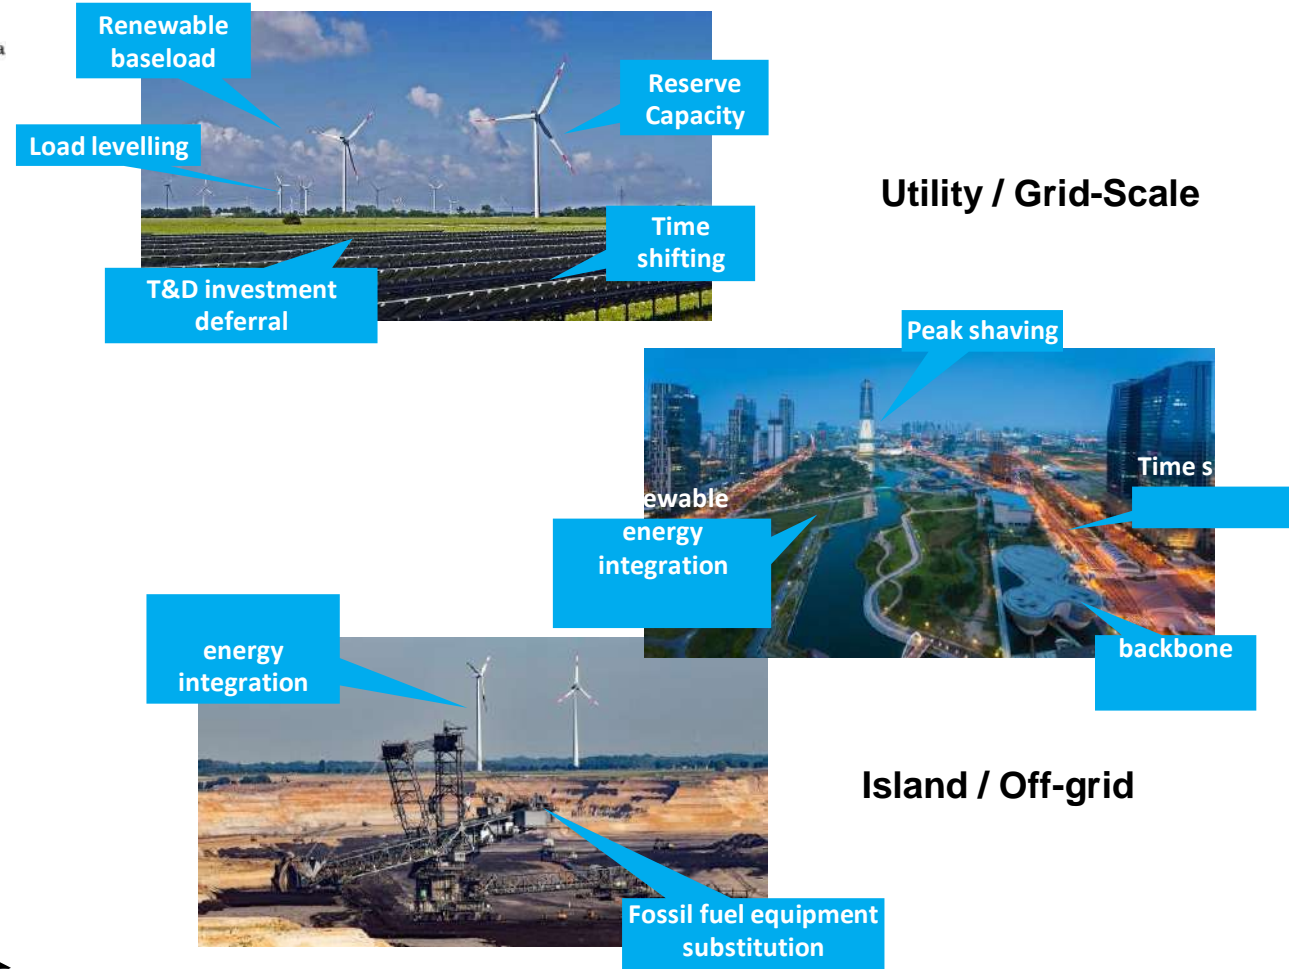 Renewable
baseload
Reserve
Capacity
Load levelling
Utility / Grid-Scale
Time
shifting
T&D investment
deferral
Peak shaving
Time s
ewable
energy
integration
backbone
energy
integration
Island / Off-grid
Fossil fuel equipment
substitution